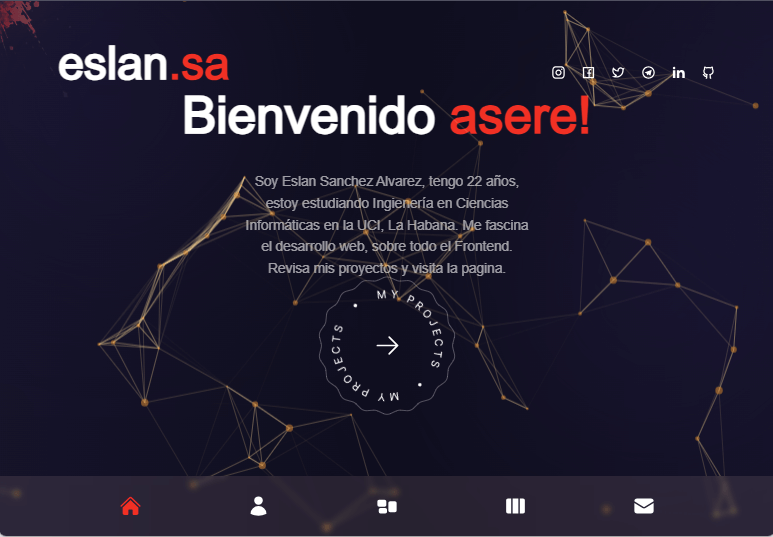 eslan.sa
Bienvenido asere!
Soy Eslan Sanchez Alvarez, tengo 22 años,
estoy estudiando Ingienería en Ciencias
Informáticas en la UCI, La Habana. Me fascina
el desarrollo web, sobre todo el Frontend.
Revisa mis proyectos y visita la pagina.
MY PROJECTS • MY PROJECTS •